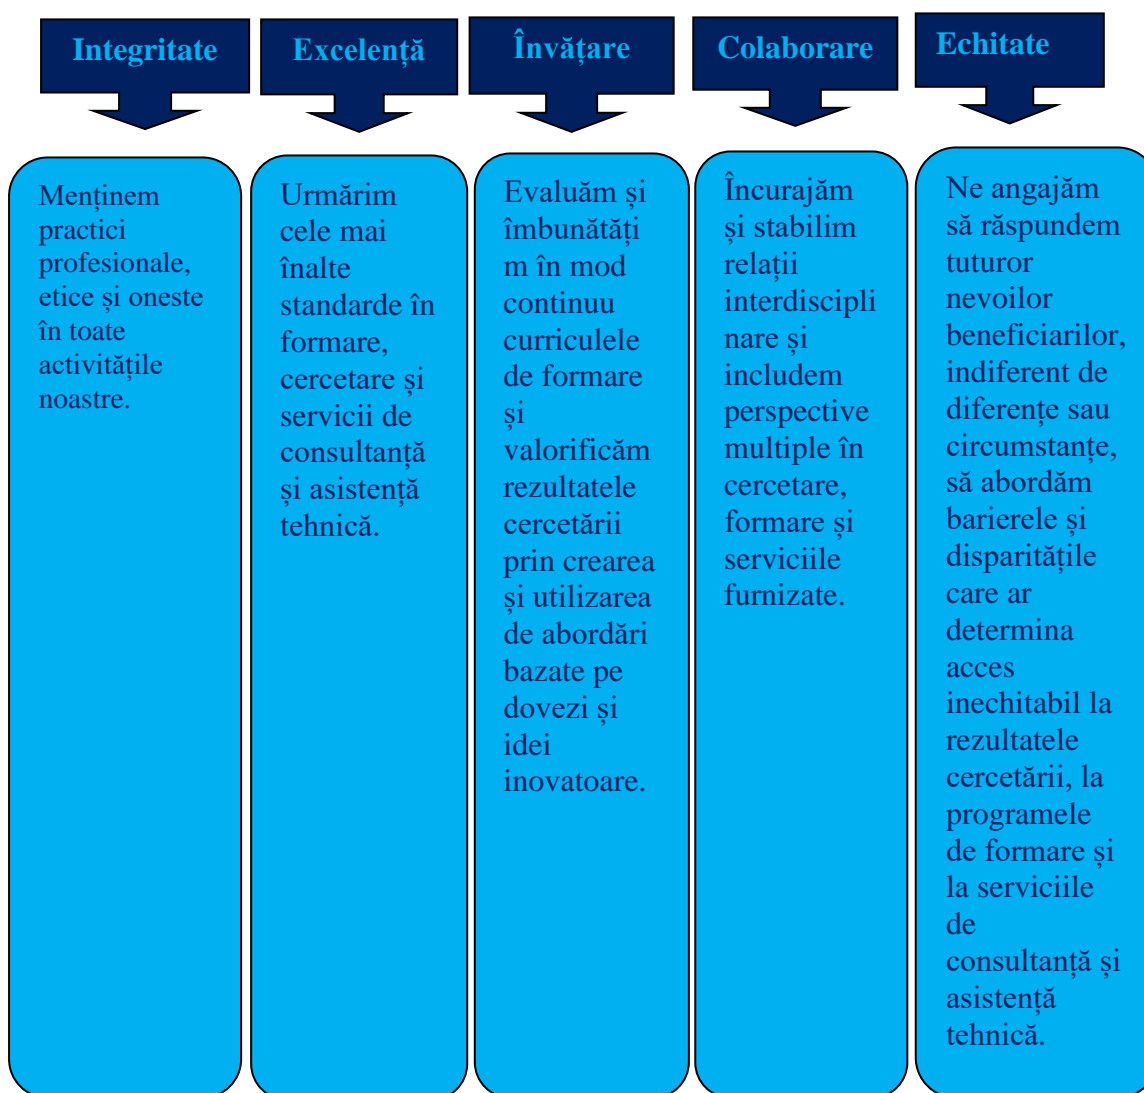 Integritate
Menținem
practici
profesionale,
etice și oneste
în toate
activitățile
noastre.
Excelență
Urmărim
cele mai
înalte
standarde în
formare,
cercetare și
servicii de
consultanță
și asistență
tehnică.
Învățare
Evaluăm și
îmbunătăți
m în mod
continuu
curriculele
de formare
și
valorificăm
rezultatele
cercetării
prin crearea
și utilizarea
de abordări
bazate pe
dovezi și
idei
inovatoare.
Colaborare
Încurajăm
și stabilim
relații
interdiscipli
nare și
includem
perspective
multiple în
cercetare,
formare și
serviciile
furnizate.
Echitate
Ne angajăm
să răspundem
tuturor
nevoilor
beneficiarilor,
indiferent de
diferențe sau
circumstanțe,
să abordăm
barierele și
disparitățile
care ar
determina
acces
inechitabil la
rezultatele
cercetării, la
programele
de formare și
la serviciile
de
consultanță și
asistență
tehnică.